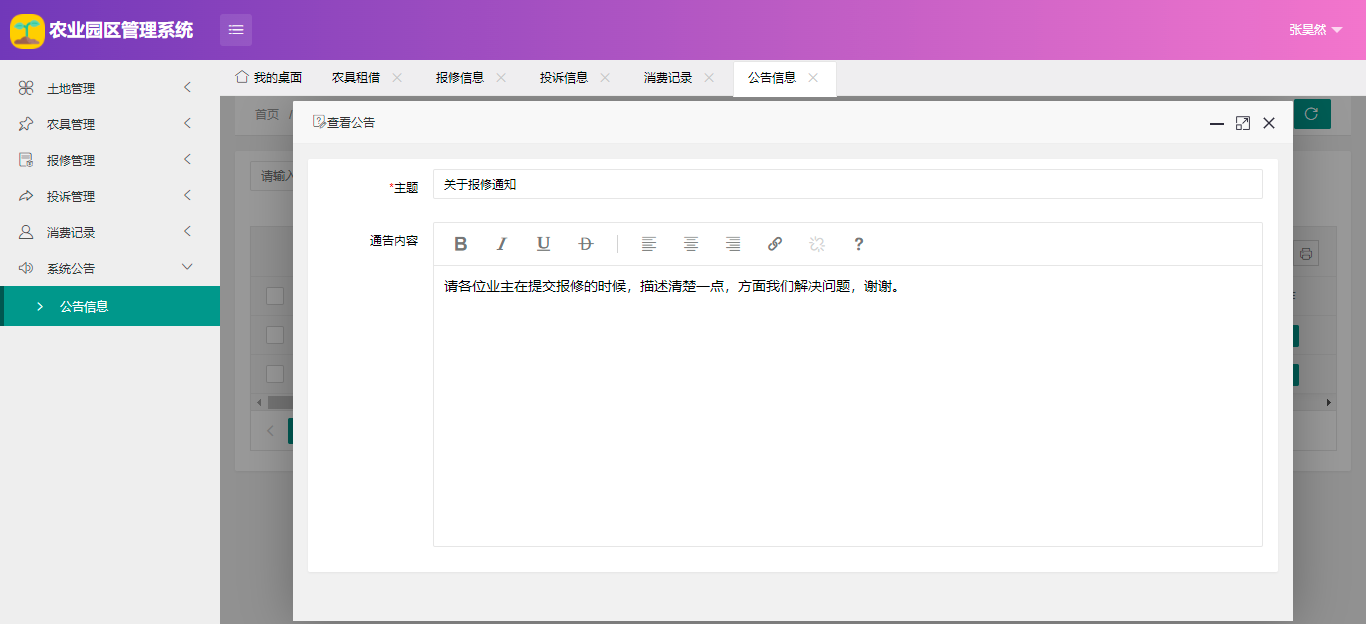 农业园区管理系统
张昊然
土地管理
农具管理
报修管理
投诉管理
消费记录
系统公告
公告信息
我的桌面
农具租借
报修信息
投诉信息
消费记录
公告信息
首页 /
请输入
查看公告
*主题
关于报修通知
通告内容
B I U D ?
请各位业主在提交报修的时候，描述清楚一点，方面我们解决问题，谢谢。